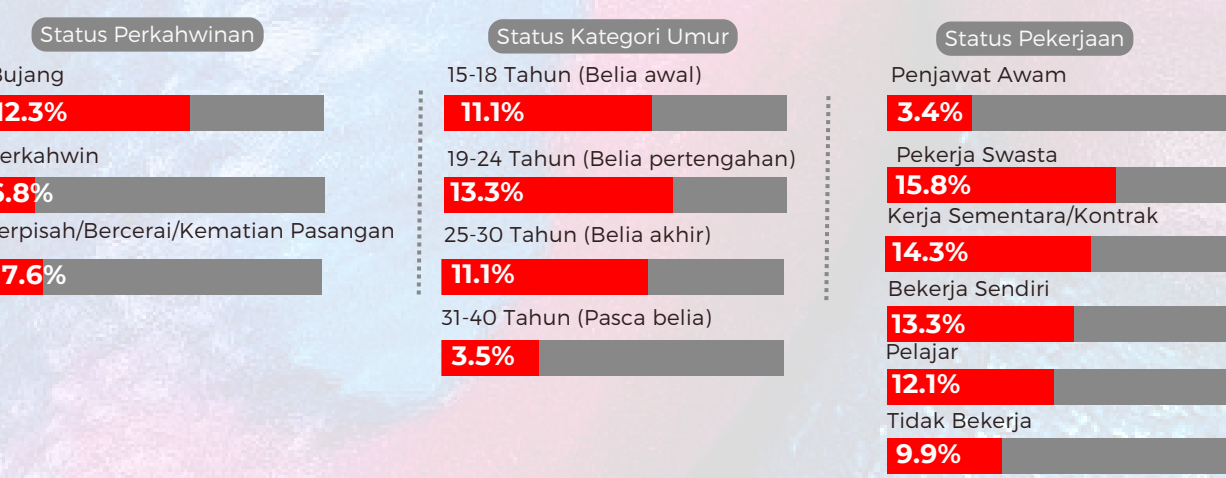 Status Perkahwinan
Bujang
12.3%
erkahwin
.8%
erpisah/Bercerai/Kematian Pasangan
7.6%
Status Kategori Umur
15-18 Tahun (Belia awal)
11.1%
19-24 Tahun (Belia pertengahan)
13.3%
25-30 Tahun (Belia akhir)
11.1%
31-40 Tahun (Pasca belia)
3.5%
Status Pekerjaan
Penjawat Awam
3.4%
Pekerja Swasta
15.8%
Kerja Sementara/Kontrak
14.3%
Bekerja Sendiri
13.3%
Pelajar
12.1%
Tidak Bekerja
9.9%